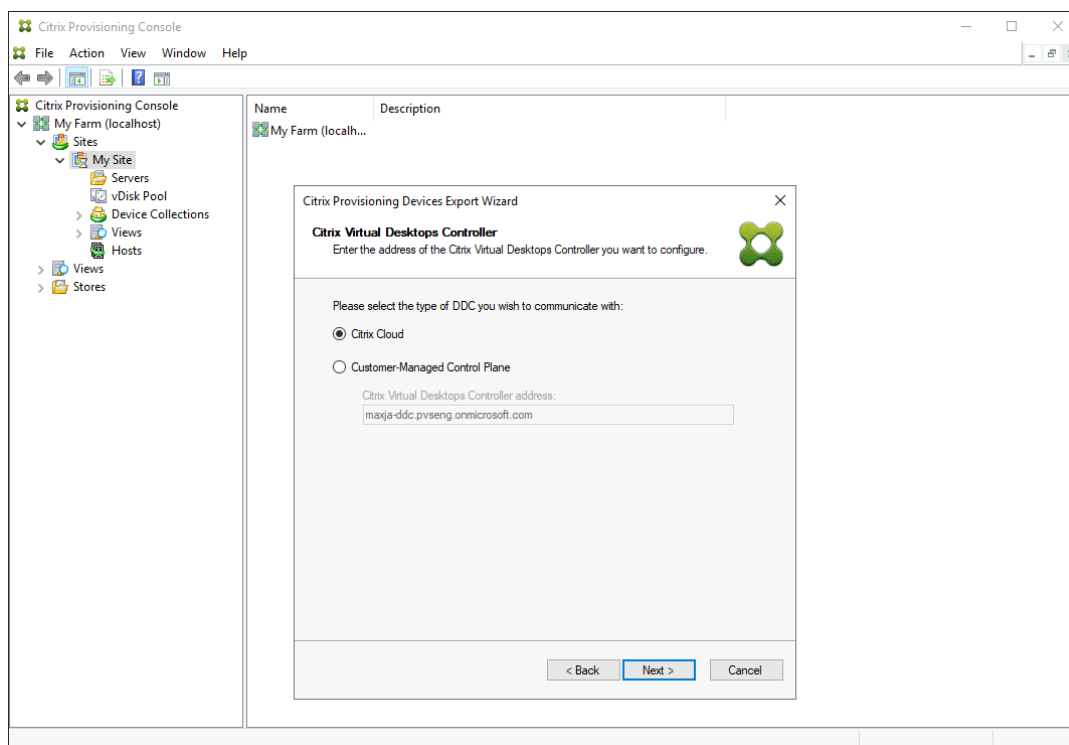 Citrix Provisioning Console
File Action View Window Help
Citrix Provisioning Console
My Farm (localhost)
Sites
My Site
Servers
vDisk Pool
Device Collections
Views
Hosts
Views
Stores
Name Description
My Farm (localh...
Citrix Provisioning Devices Export Wizard
Citrix Virtual Desktops Controller
Enter the address of the Citrix Virtual Desktops Controller you want to configure.
Please select the type of DDC you wish to communicate with:
Citrix Cloud
Customer-Managed Control Plane
Citrix Virtual Desktops Controller address:
maxja-ddc.pvseng.onmicrosoft.com
< Back Next > Cancel